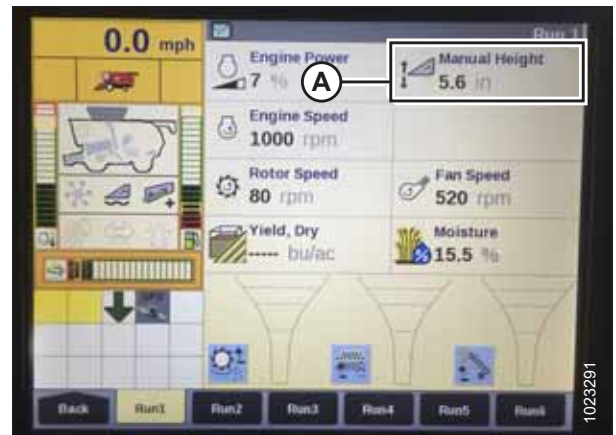 0.0 mph
Run 1
Engine Power
7 %
A
Manual Height
5.6 in
Engine Speed
1000 rpm
Rotor Speed
80 rpm
Fan Speed
520 rpm
Yield, Dry
----- bu/ac
Moisture
15.5 %
Back
Run1
Run2
Run3
Run4
Run5
Run6
1023291